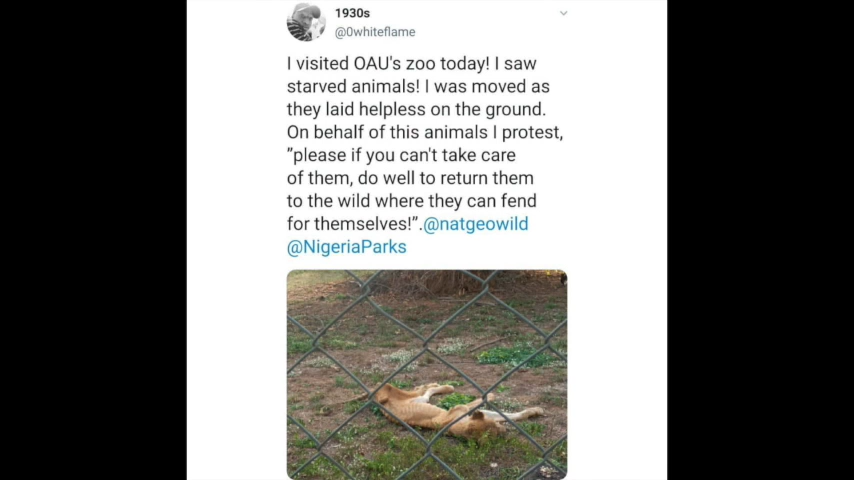 1930s
@0whiteflame
I visited OAU's zoo today! I saw
starved animals! I was moved as
they laid helpless on the ground.
On behalf of this animals I protest,
”please if you can't take care
of them, do well to return them
to the wild where they can fend
for themselves!”.@natgeowild
@NigeriaParks